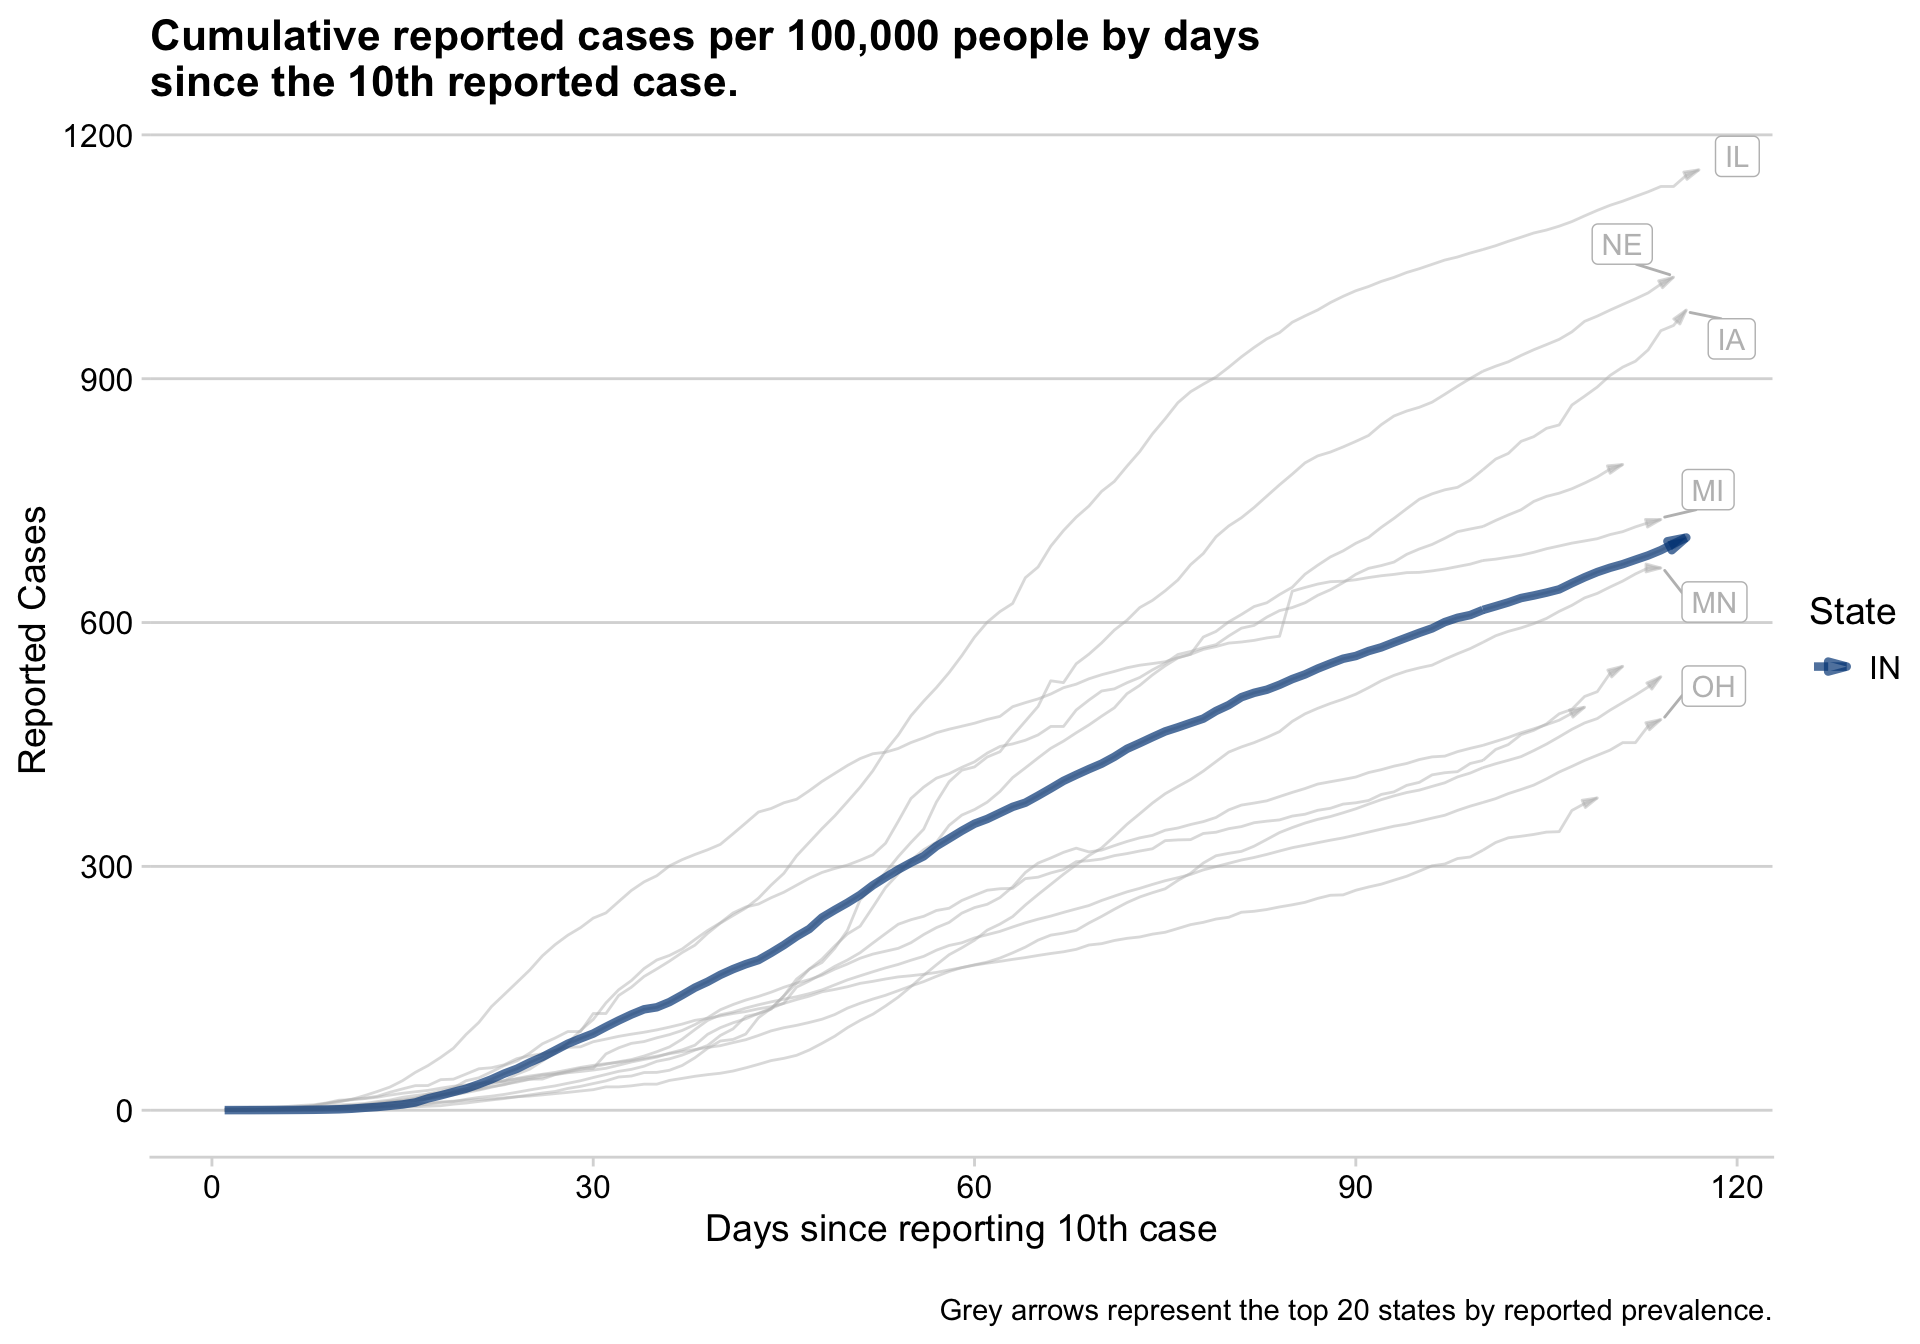 Cumulative reported cases per 100,000 people by days
since the 10th reported case.
1200
900
600
300
0
Reported Cases
IL
NE
IA
MI
MN
OH
State
IN
0 30 60 90 120
Days since reporting 10th case
Grey arrows represent the top 20 states by reported prevalence.